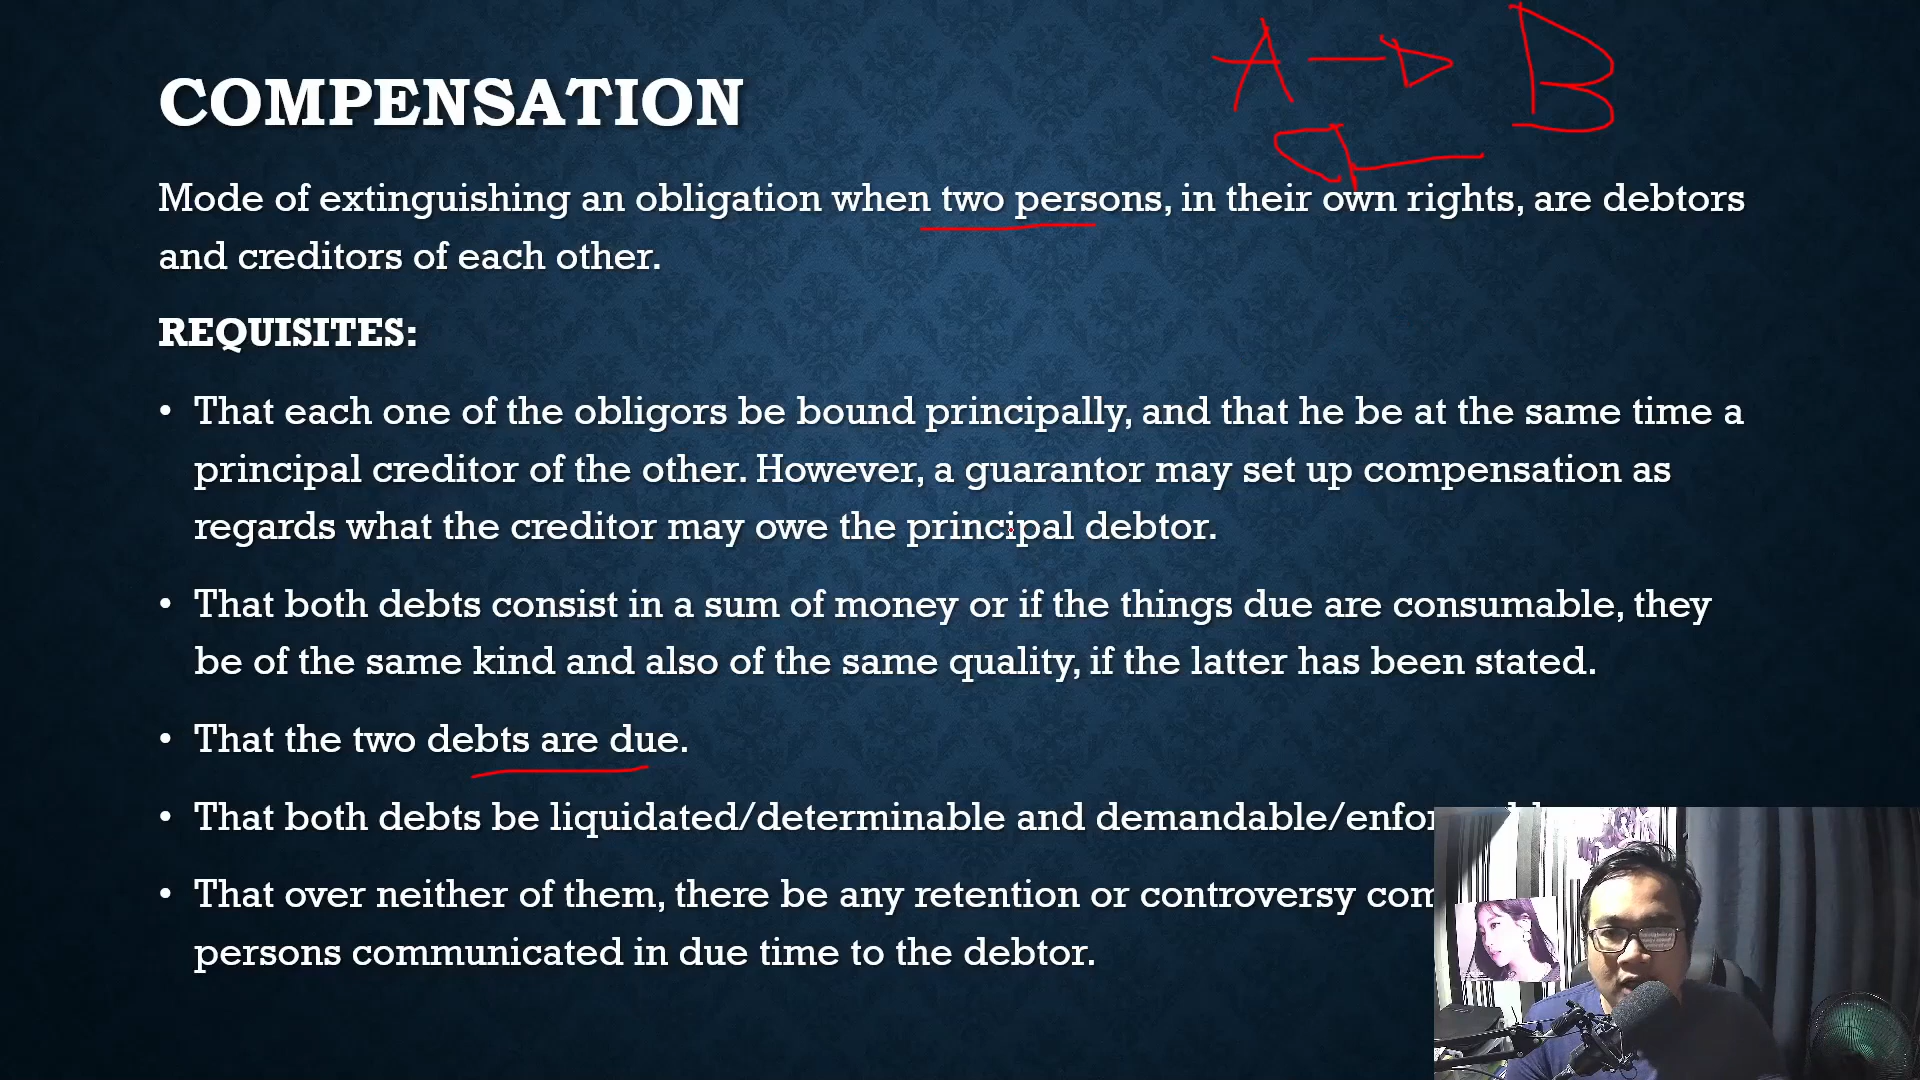 A B
COMPENSATION
Mode of extinguishing an obligation when two persons, in their own rights, are debtors
and creditors of each other.
REQUISITES:
• That each one of the obligors be bound principally, and that he be at the same time a
principal creditor of the other. However, a guarantor may set up compensation as
regards what the creditor may owe the principal debtor.
• That both debts consist in a sum of money or if the things due are consumable, they
be of the same kind and also of the same quality, if the latter has been stated.
• That the two debts are due.
• That both debts be liquidated/determinable and demandable/
• That over neither of them, there be any retention or controversy
persons communicated in due time to the debtor.